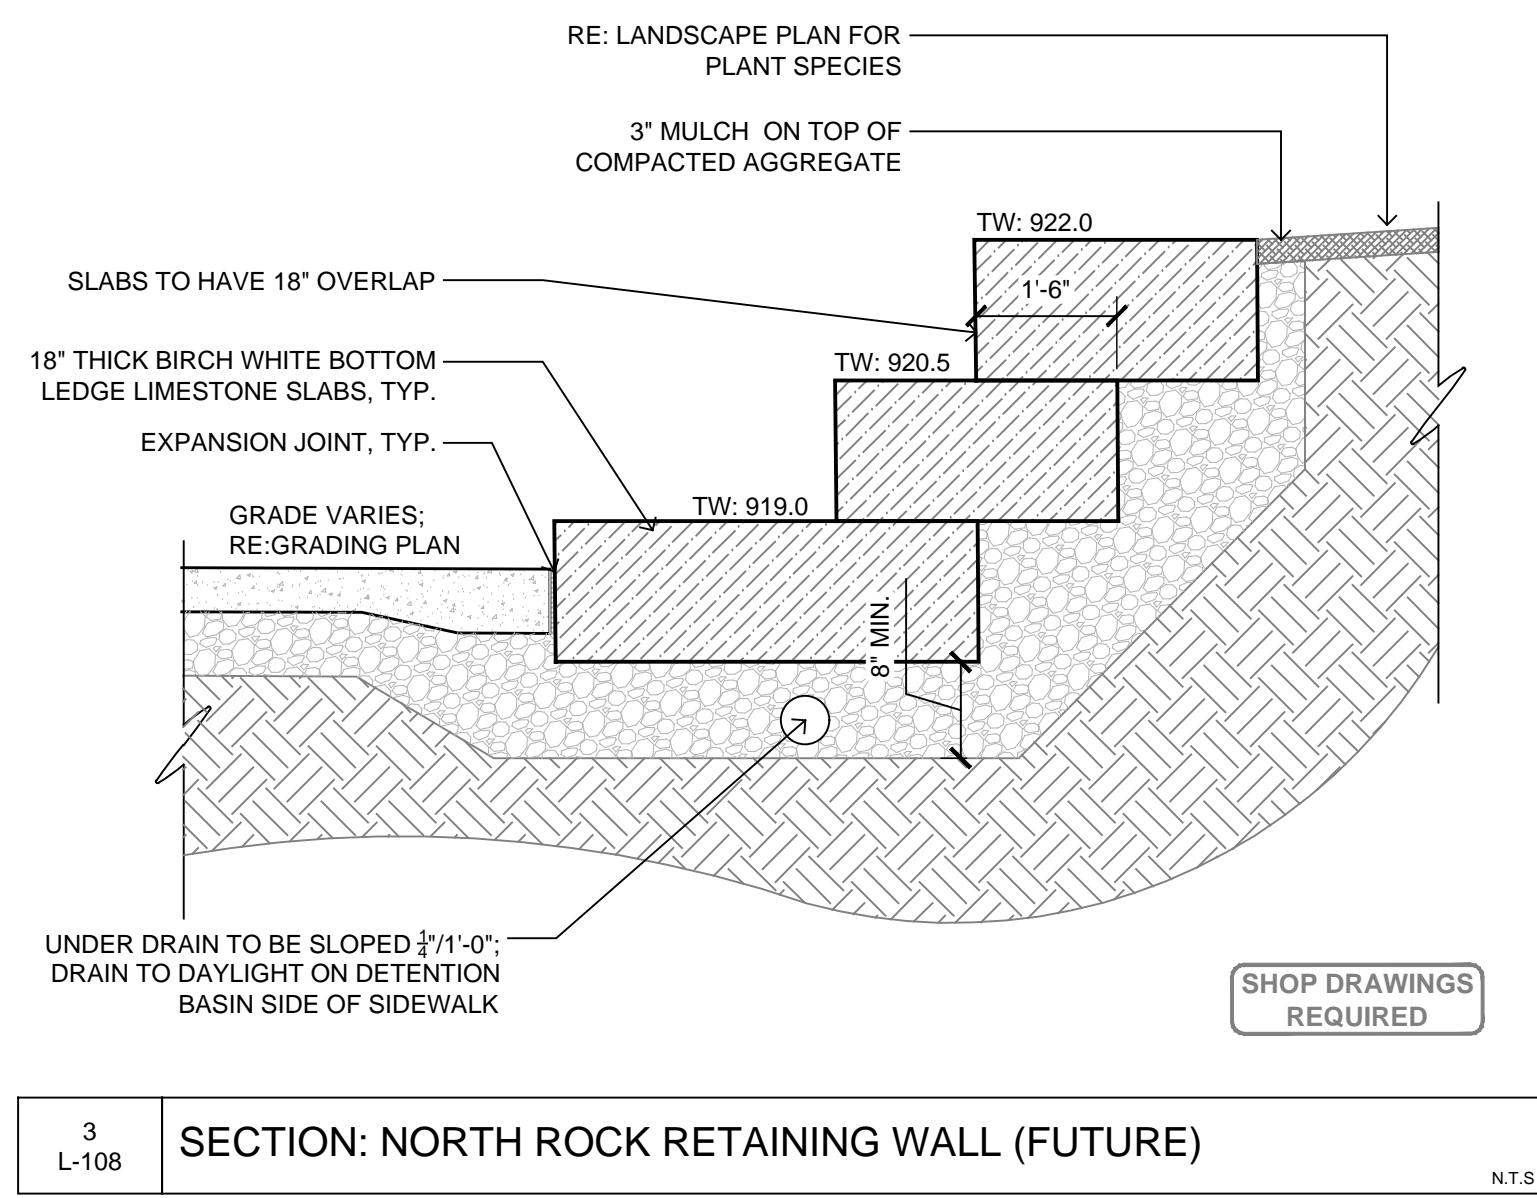 RE: LANDSCAPE PLAN FOR
PLANT SPECIES
3" MULCH ON TOP OF
COMPACTED AGGREGATE
TW: 922.0
SLABS TO HAVE 18" OVERLAP
1'-6"
18" THICK BIRCH WHITE BOTTOM
LEDGE LIMESTONE SLABS, TYP.
TW: 920.5
EXPANSION JOINT, TYP.
TW: 919.0
GRADE VARIES;
RE:GRADING PLAN
8" MIN.
UNDER DRAIN TO BE SLOPED 1/4"/1'-0";
DRAIN TO DAYLIGHT ON DETENTION
BASIN SIDE OF SIDEWALK
SHOP DRAWINGS
REQUIRED
3
L-108
SECTION: NORTH ROCK RETAINING WALL (FUTURE)
N.T.S